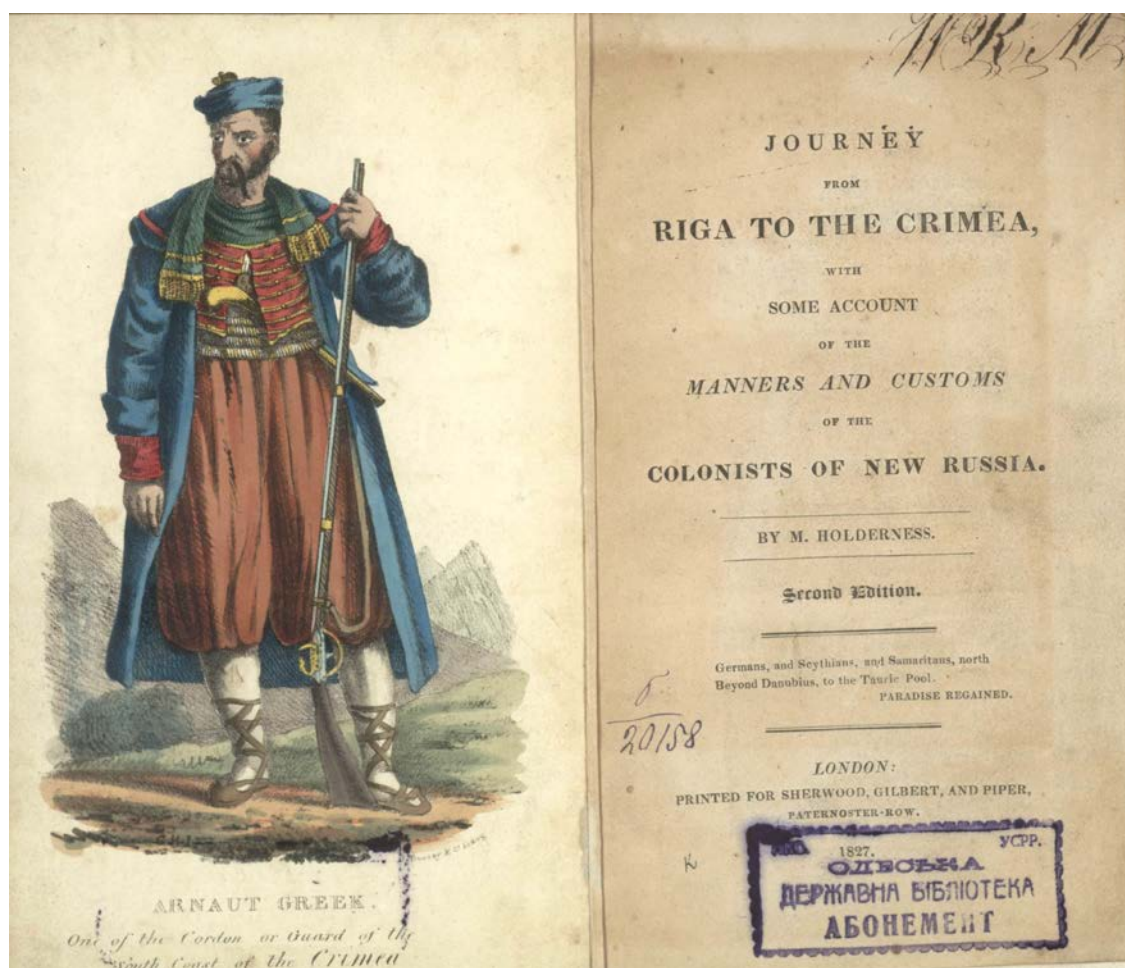 ARNAUT GREEK.
One of the Cordon or Guard of the
South Coast of the Crimea
W R M
JOURNEY
FROM
RIGA TO THE CRIMEA,
WITH
SOME ACCOUNT
OF THE
MANNERS AND CUSTOMS
OF THE
COLONISTS OF NEW RUSSIA.
BY M. HOLDERNESS.
Second Edition.
Germans, and Scythians, and Samaritans, north
Beyond Danubius, to the Tauric Pool.
PARADISE REGAINED.
20158
LONDON:
PRINTED FOR SHERWOOD, GILBERT, AND PIPER,
PATERNOSTER-ROW.
1827.
К
УСРР.
ОДЕСЬКА
ДЕРЖАВНА БІБЛІОТЕКА
АБОНЕМЕНТ